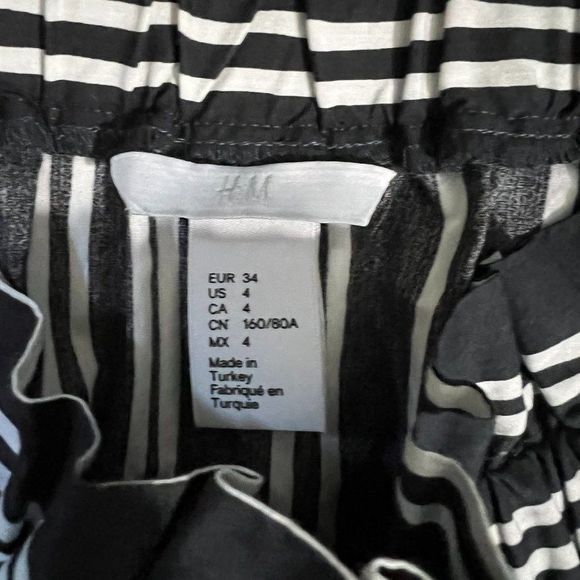 H&M
EUR 34
US 4
CA 4
CN 160/80A
MX 4
Made in
Turkey
Fabriqué en
Turquie